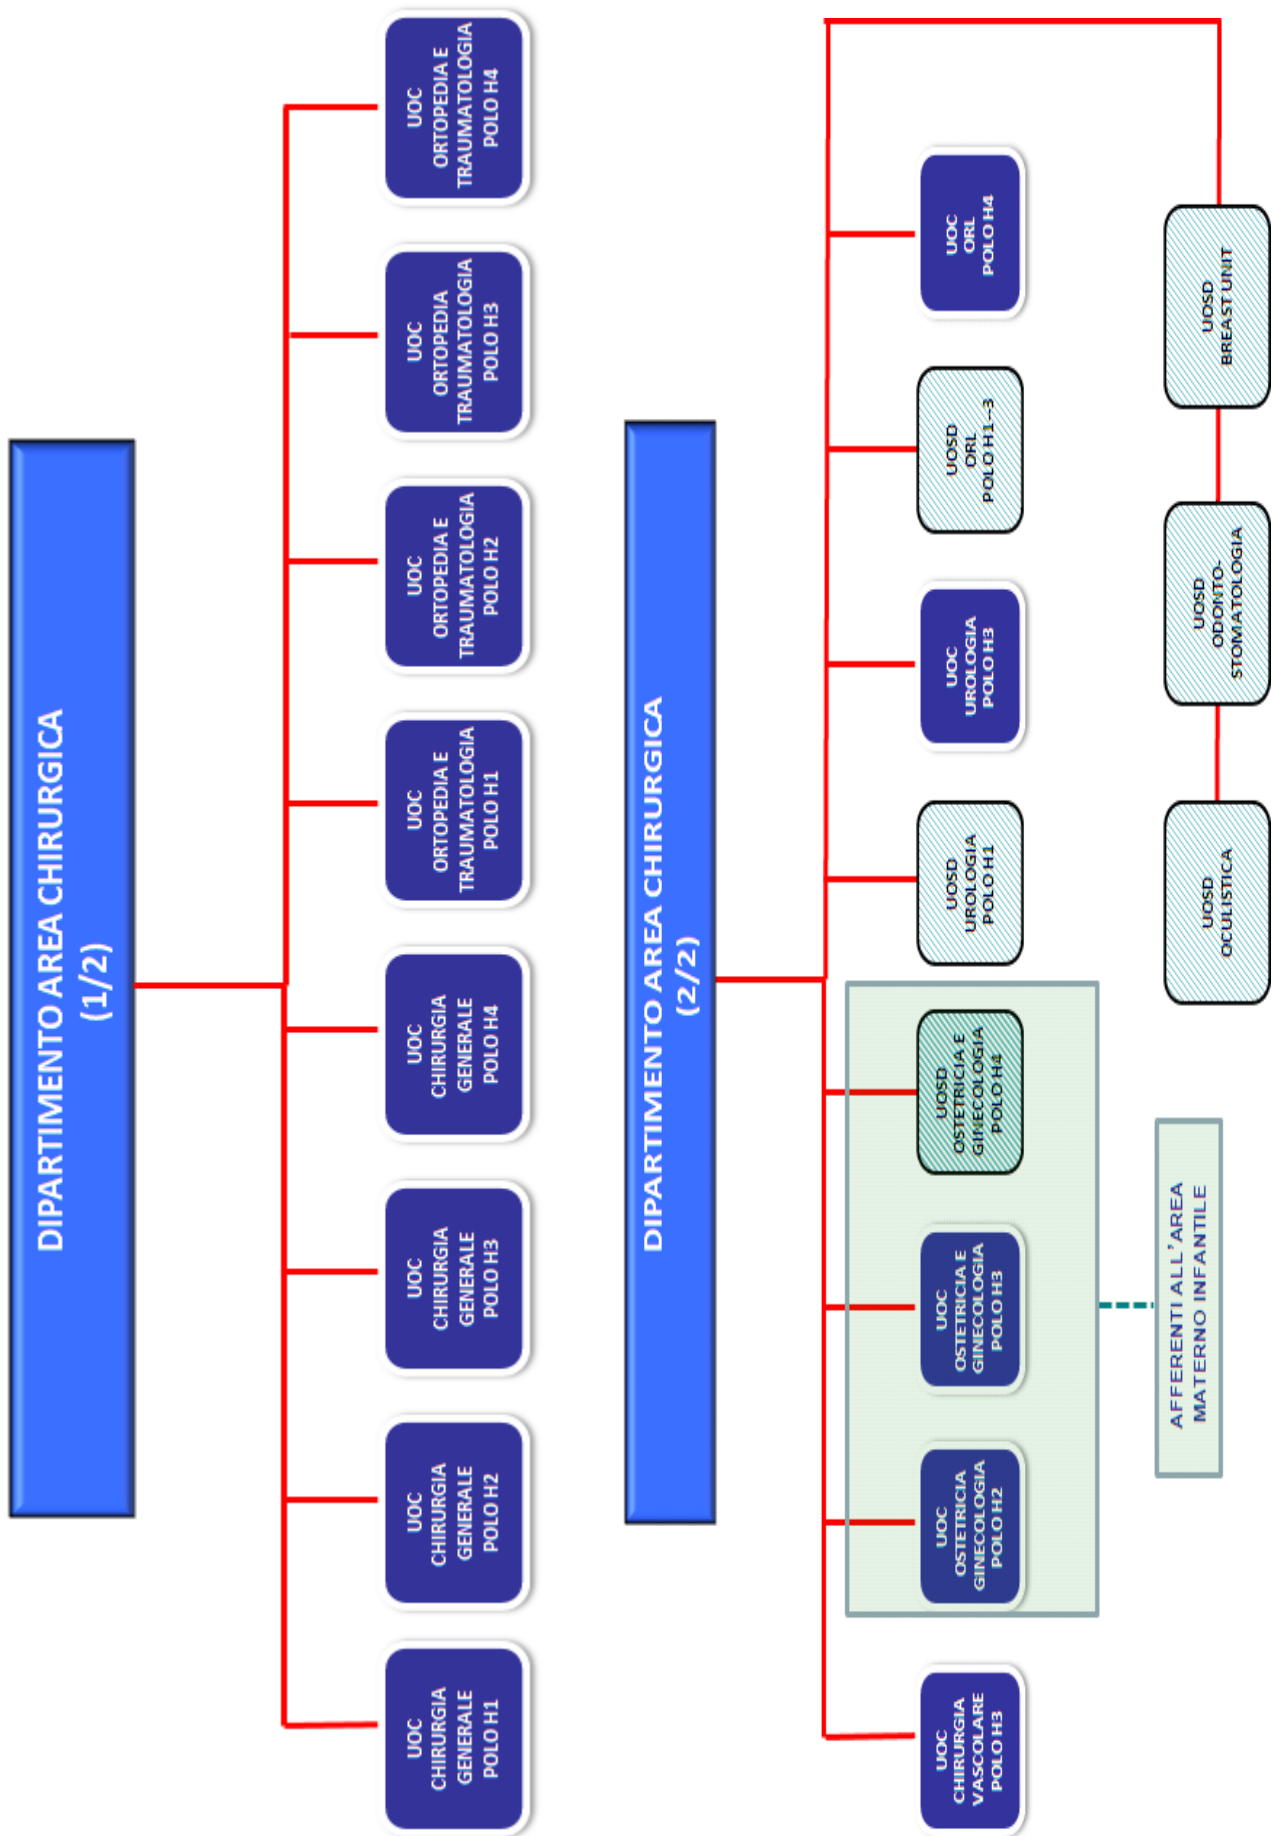 DIPARTIMENTO AREA CHIRURGICA
(1/2)
UOC
CHIRURGIA
GENERALE
POLO H1
UOC
CHIRURGIA
GENERALE
POLO H2
UOC
CHIRURGIA
GENERALE
POLO H3
UOC
CHIRURGIA
GENERALE
POLO H4
UOC
ORTOPEDIA E
TRAUMATOLOGIA
POLO H1
UOC
ORTOPEDIA E
TRAUMATOLOGIA
POLO H2
UOC
ORTOPEDIA
TRAUMATOLOGIA
POLO H3
UOC
ORTOPEDIA E
TRAUMATOLOGIA
POLO H4
DIPARTIMENTO AREA CHIRURGICA
(2/2)
UOC
CHIRURGIA
VASCOLARE
POLO H3
UOC
OSTETRICIA
GINECOLOGIA
POLO H2
UOC
OSTETRICIA E
GINECOLOGIA
POLO H3
UOSD
OSTETRICIA E
GINECOLOGIA
POLO H4
UOSD
UROLOGIA
POLO H1
UOC
UROLOGIA
POLO H3
UOSD
ORL
POLO H1--3
UOC
ORL
POLO H4
AFFERENTI ALL'AREA
MATERNO INFANTILE
UOSD
OCULISTICA
UOSD
ODONTO-
STOMATOLOGIA
UOSD
BREAST UNIT